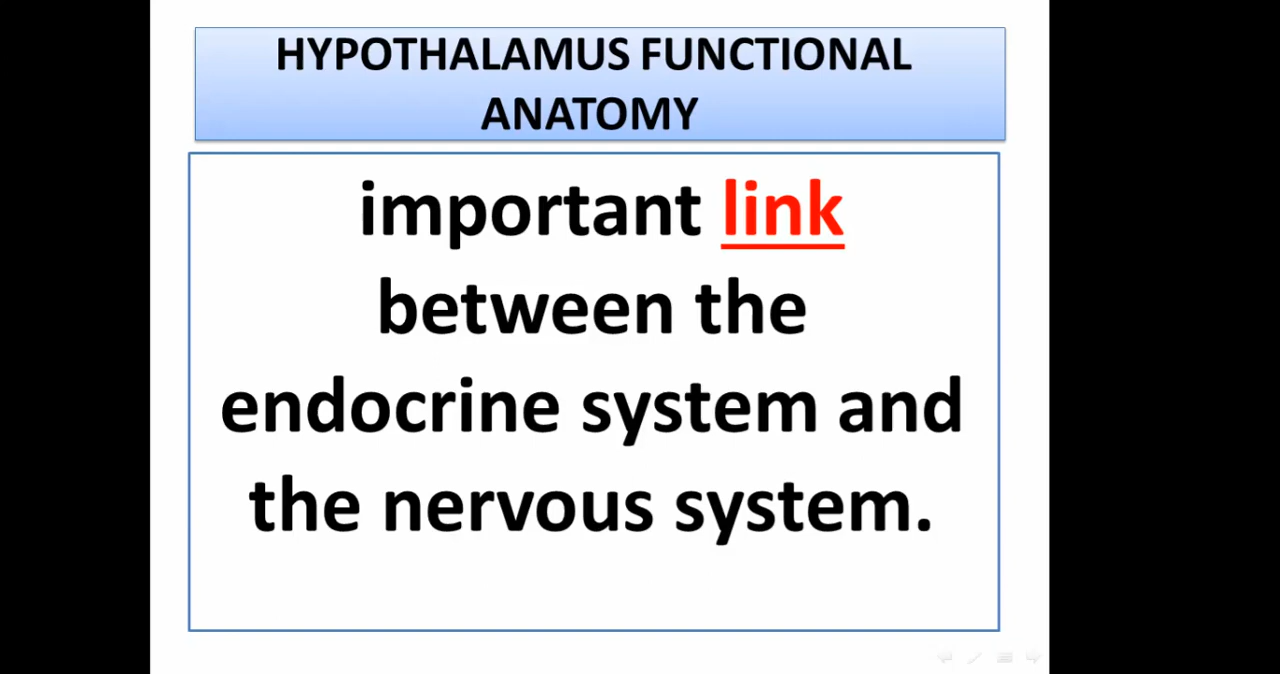 HYPOTHALAMUS FUNCTIONAL
ANATOMY
important link
between the
endocrine system and
the nervous system.